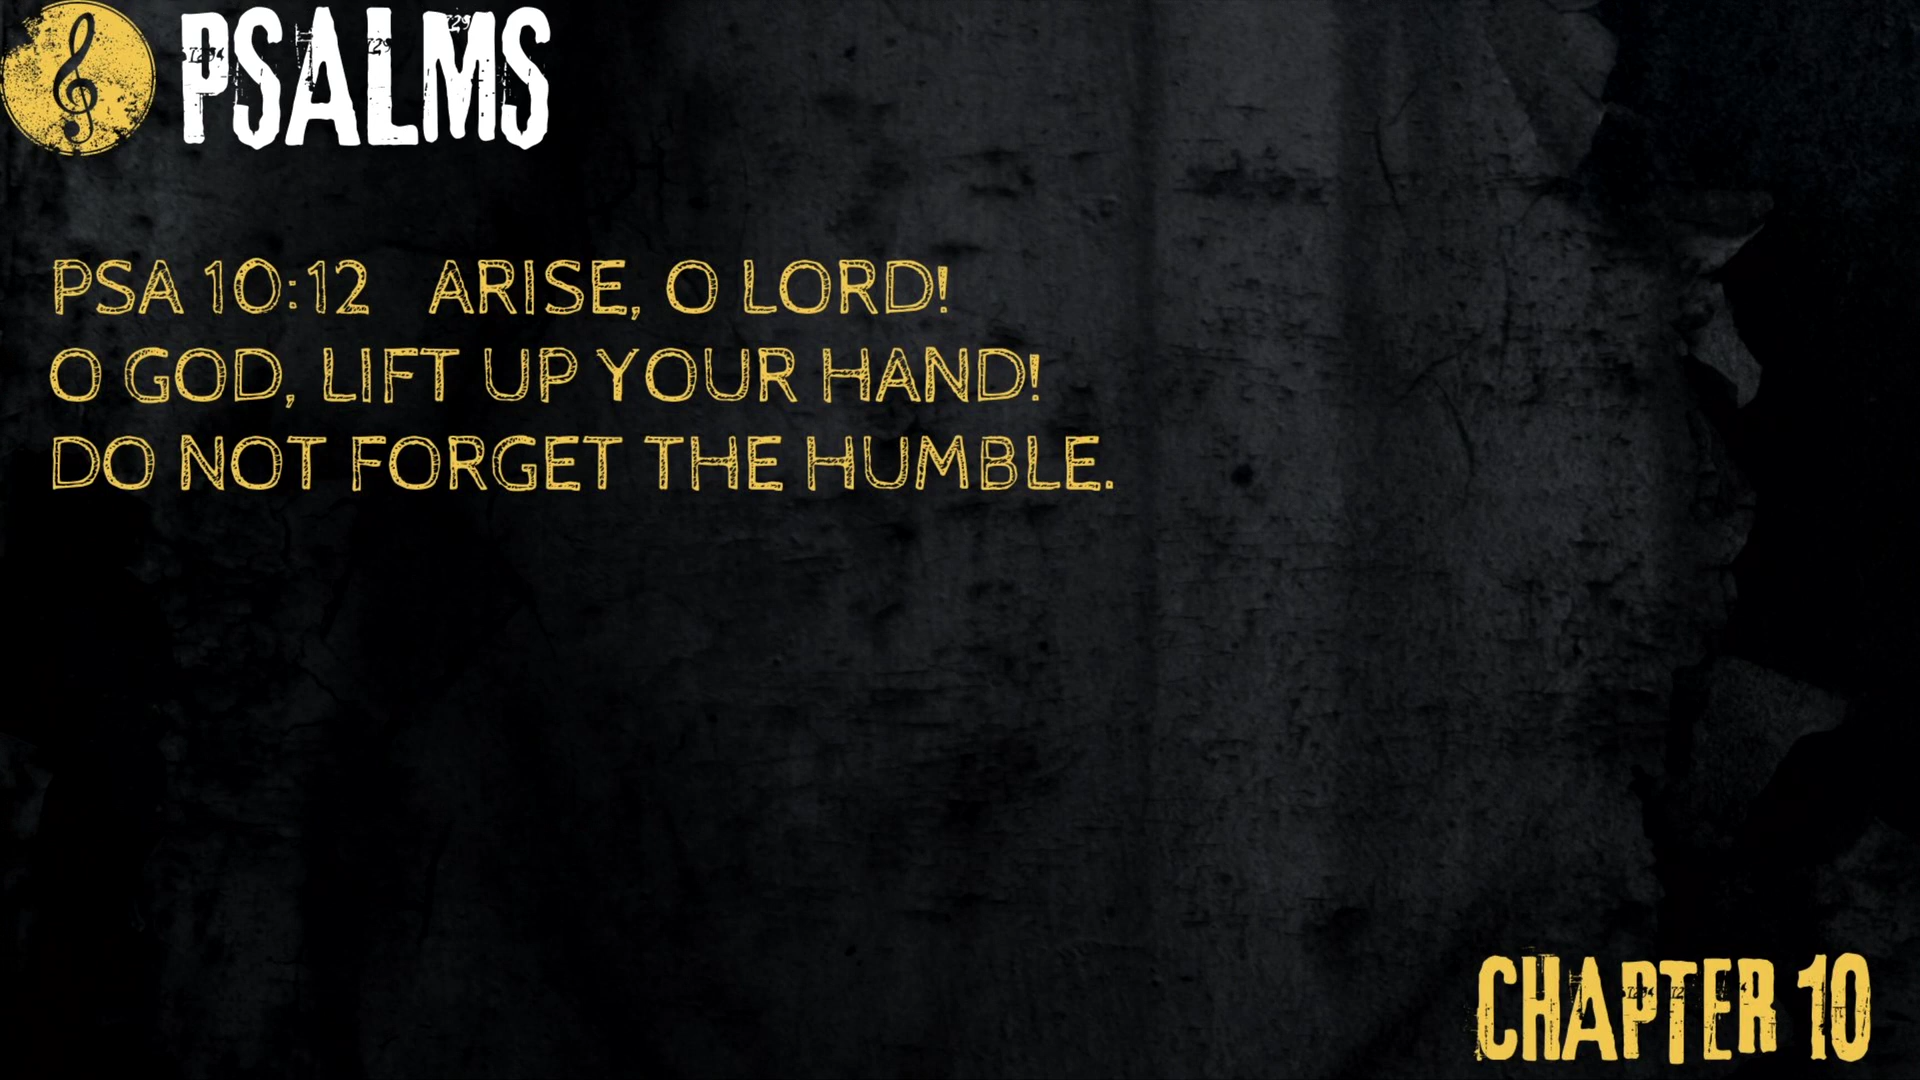 PSALMS
PSA 10:12 ARISE, O LORD!
O GOD, LIFT UP YOUR HAND!
DO NOT FORGET THE HUMBLE.
CHAPTER 10